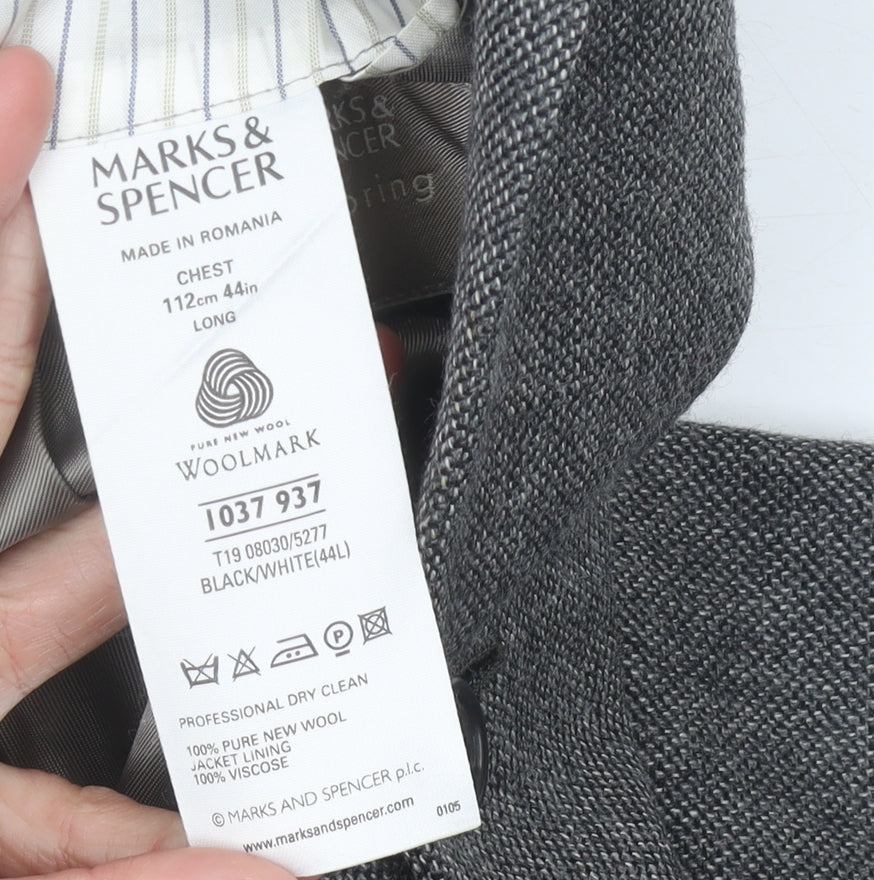 MARKS &
SPENCER
MADE IN ROMANIA
CHEST
112cm 44in
LONG
PURE NEW WOOL
WOOLMARK
1037 937
T19 08030/5277
BLACK/WHITE(44L)
P
PROFESSIONAL DRY CLEAN
100% PURE NEW WOOL
JACKET LINING
100% VISCOSE
© MARKS AND SPENCER p.l.c.
www.marksandspencer.com
0105
KS &
NCER